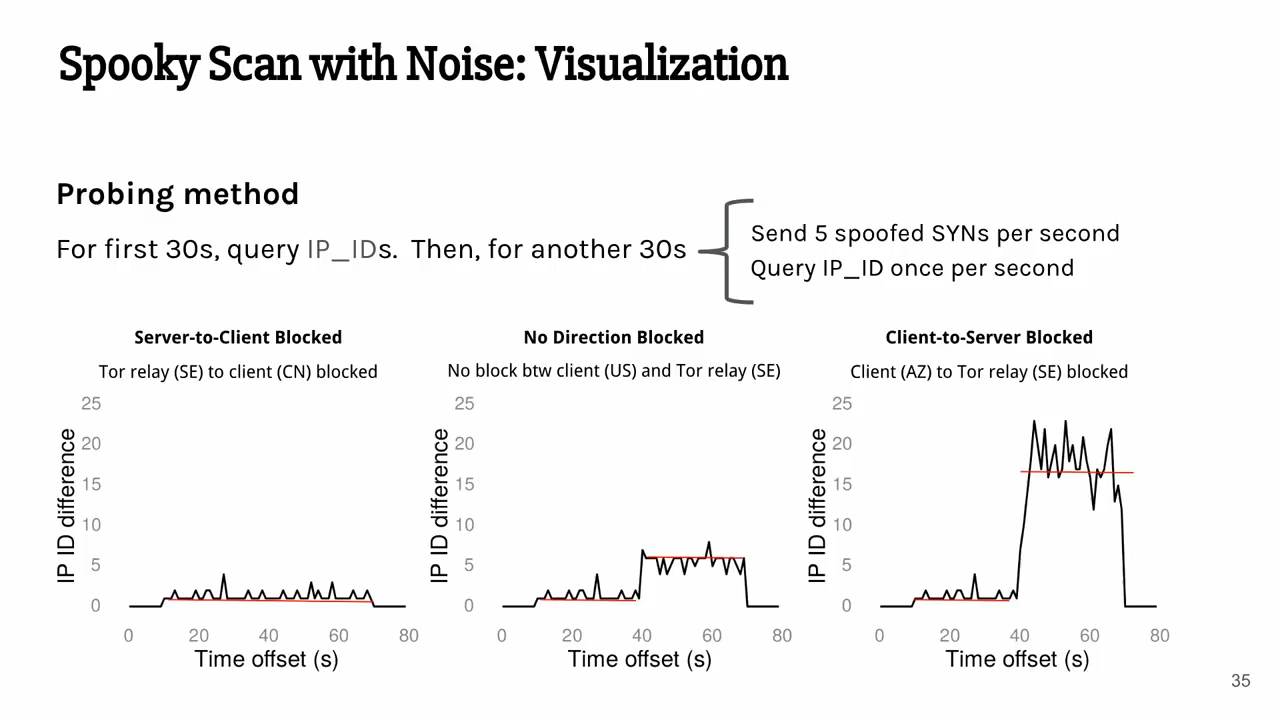 Spooky Scan with Noise: Visualization
Probing method
For first 30s, query IP_IDs. Then, for another 30s
Send 5 spoofed SYNs per second
Query IP_ID once per second
Server-to-Client Blocked
Tor relay (SE) to client (CN) blocked
25
20
15
10
5
0
IP ID difference
0 20 40 60 80
Time offset (s)
No Direction Blocked
No block btw client (US) and Tor relay (SE)
25
20
15
10
5
0
IP ID difference
0 20 40 60 80
Time offset (s)
Client-to-Server Blocked
Client (AZ) to Tor relay (SE) blocked
25
20
15
10
5
0
IP ID difference
0 20 40 60 80
Time offset (s)
35